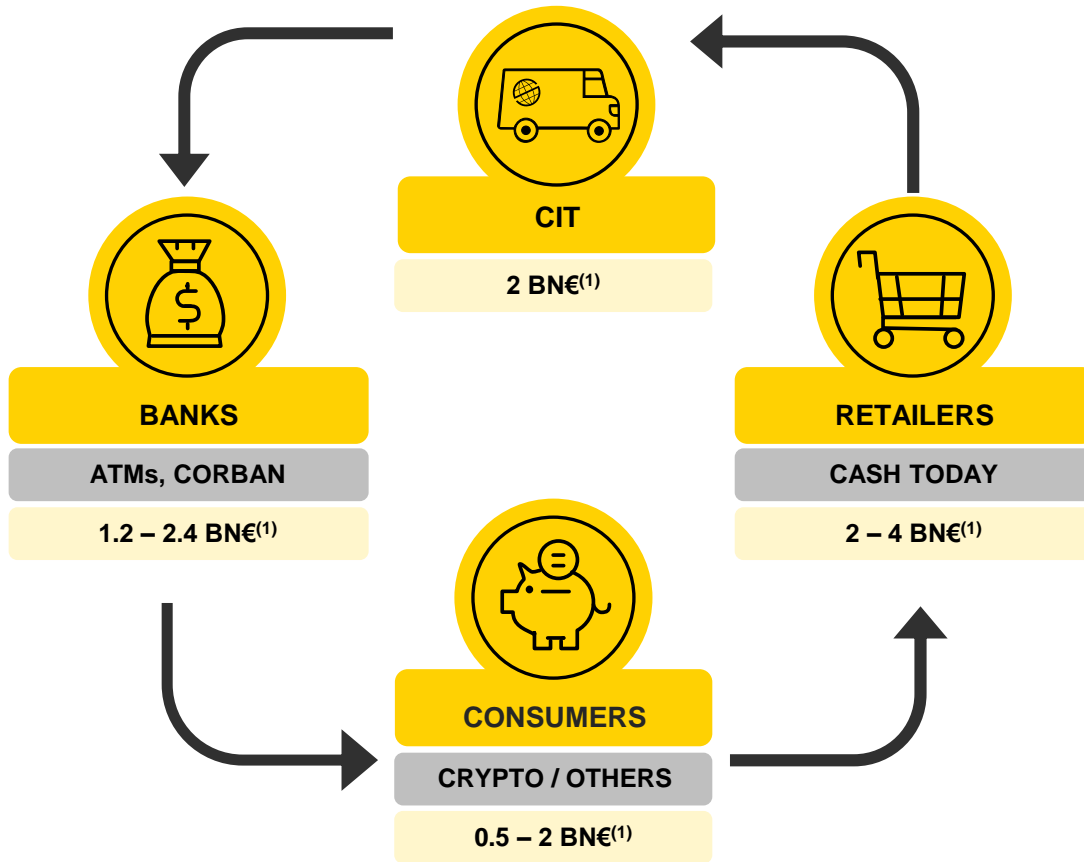 CIT
2 BN€(1)
BANKS
ATMs, CORBAN
1.2 – 2.4 BN€(1)
RETAILERS
CASH TODAY
2 – 4 BN€(1)
CONSUMERS
CRYPTO / OTHERS
0.5 – 2 BN€(1)